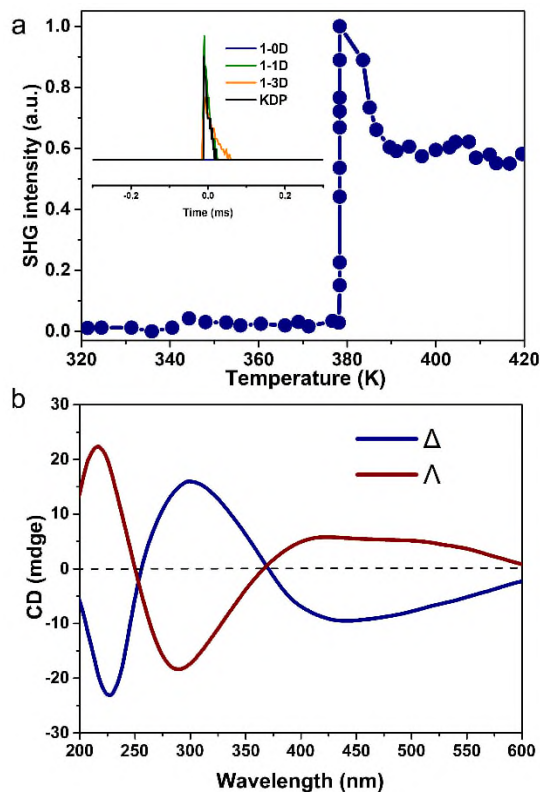 a
SHG intensity (a.u.)
1.0
0.8
0.6
0.4
0.2
0.0
1-0D
1-1D
1-3D
KDP
-0.2 0.0 0.2
Time (ms)
320 340 360 380 400 420
Temperature (K)
b
CD (mdge)
30
20
10
0
-10
-20
-30
Δ
Λ
200 250 300 350 400 450 500 550 600
Wavelength (nm)